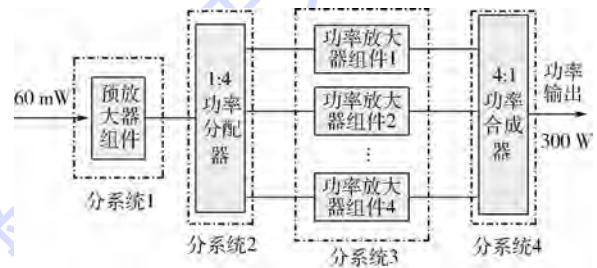 60 mW
预放
大器
组件
分系统1
1:4
功率
分配
器
分系统2
功率放大
器组件1
功率放大
器组件2
⋮
功率放大
器组件4
分系统3
4:1
功率
合成
器
分系统4
功率
输出
300 W